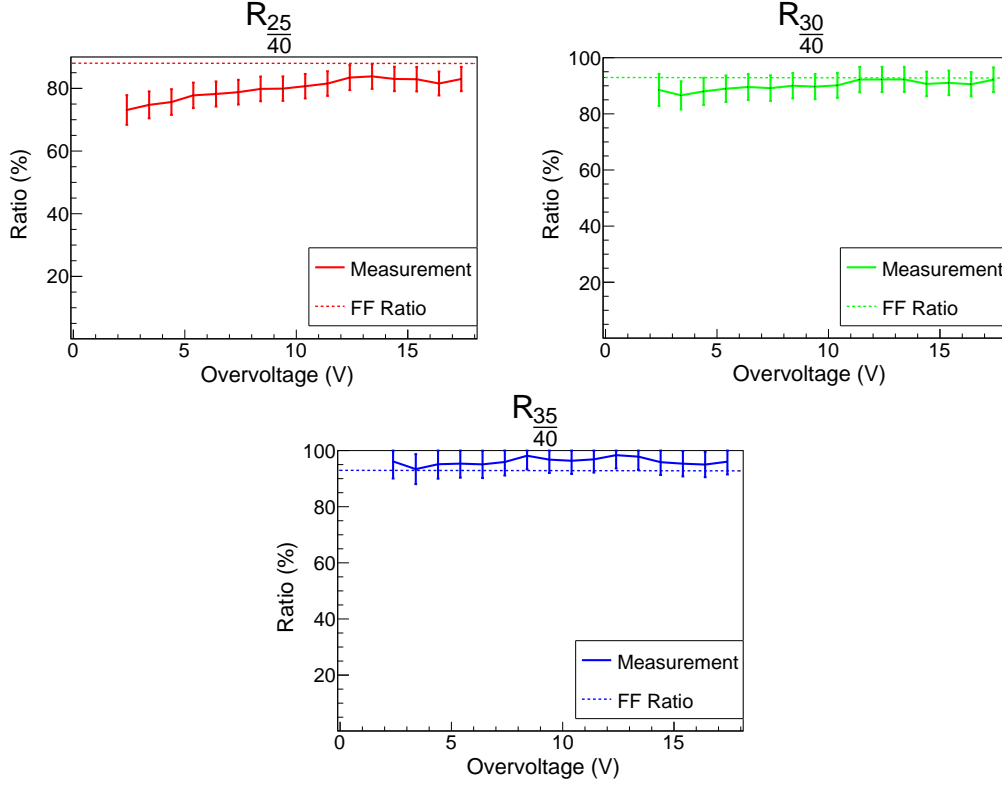 R25/40
Ratio (%)
80
60
40
20
0
5
10
15
Overvoltage (V)
Measurement
FF Ratio
R30/40
Ratio (%)
100
80
60
40
20
0
5
10
15
Overvoltage (V)
Measurement
FF Ratio
R35/40
Ratio (%)
100
80
60
40
20
0
5
10
15
Overvoltage (V)
Measurement
FF Ratio